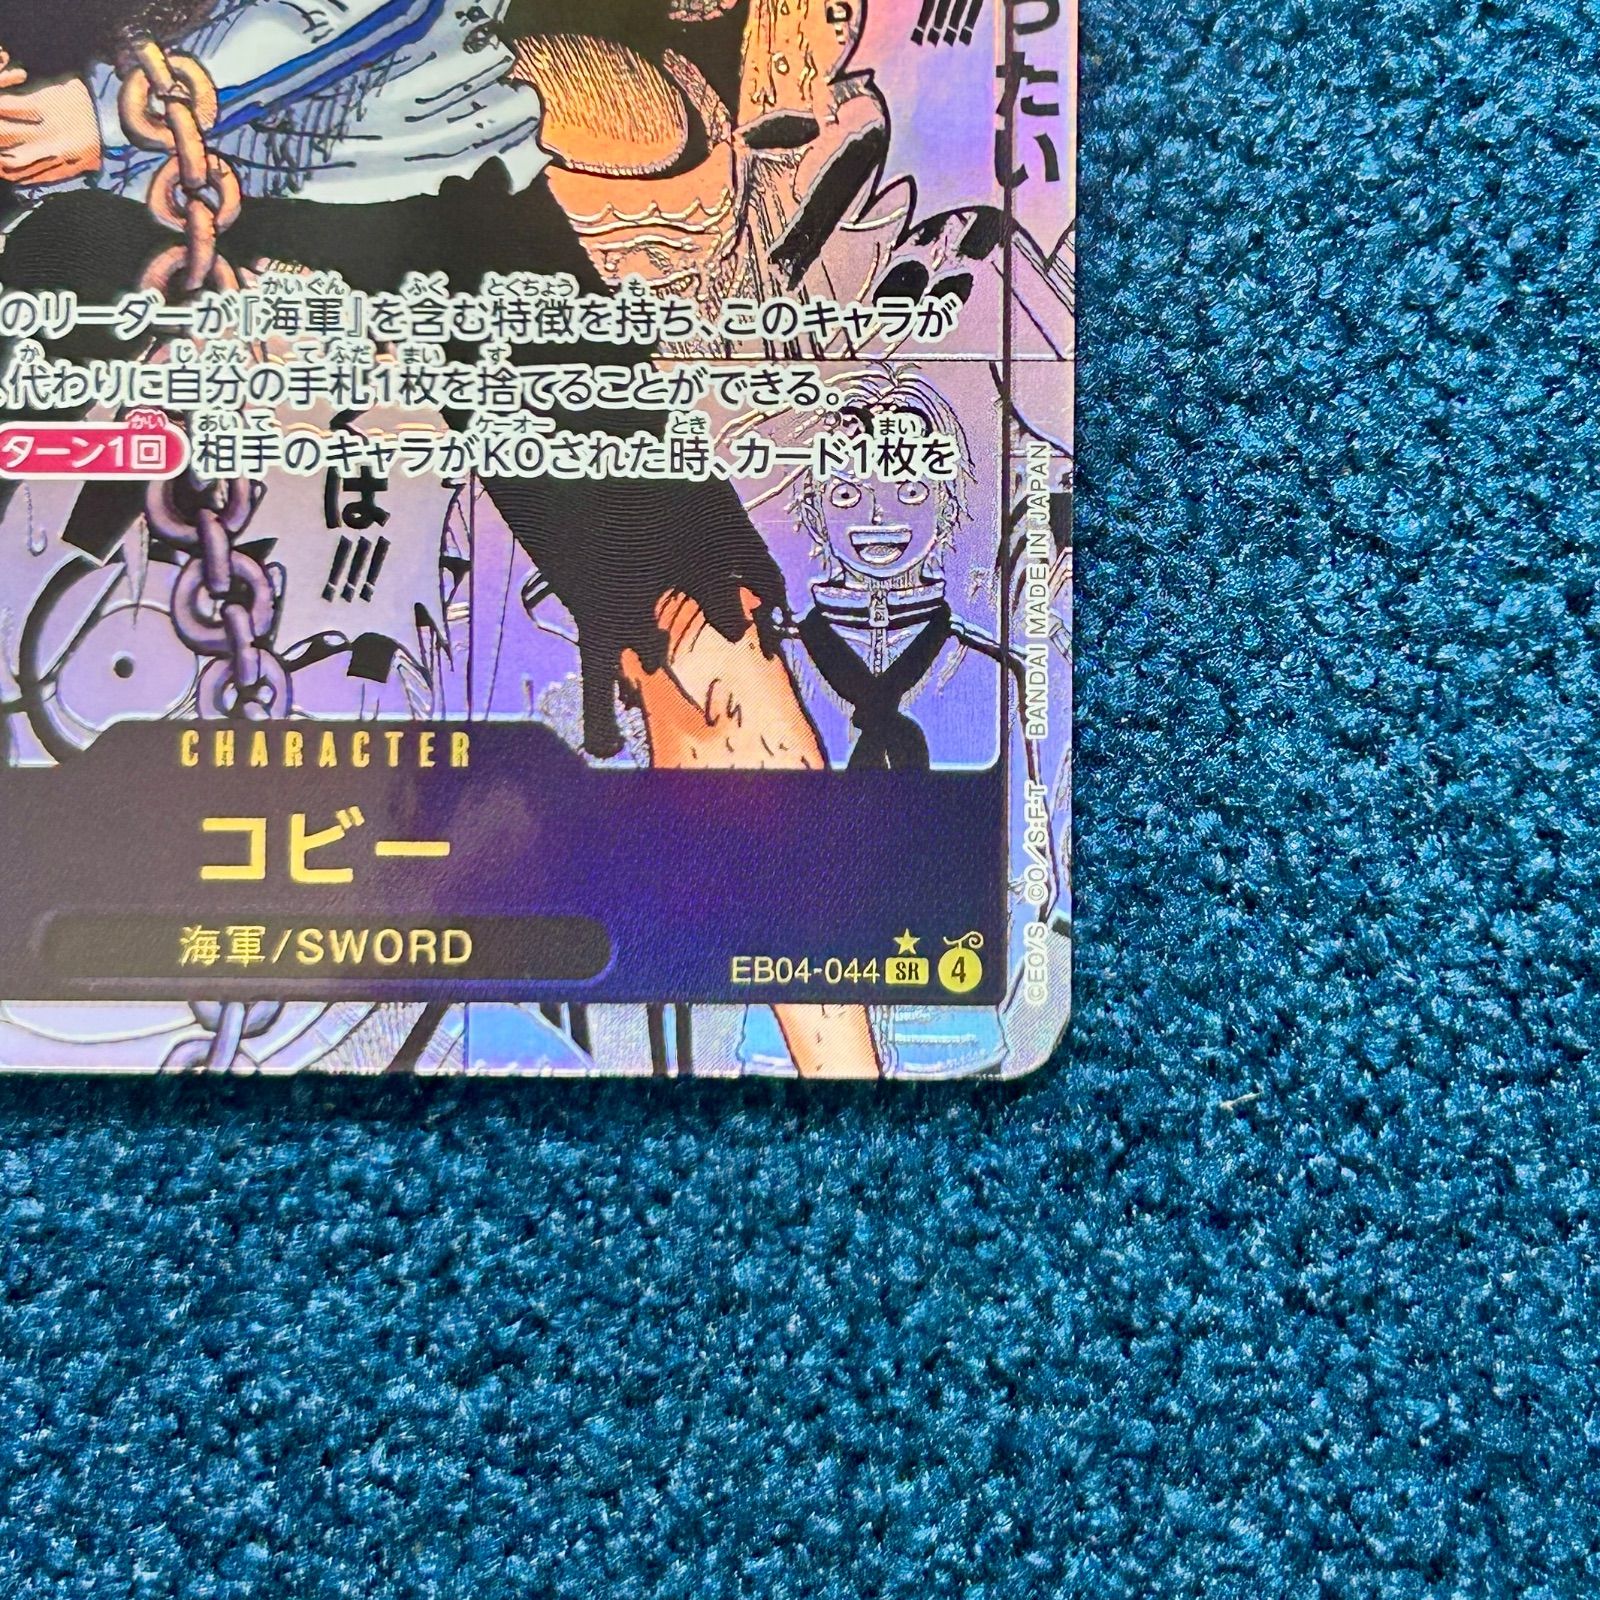 ったい
!!!!
のリーダーが『海軍』を含む特徴を持ち、このキャラが
代わりに自分の手札1枚を捨てることができる。
ターン1回 相手のキャラがKOされた時、カード1枚を
は
!!!
CHARACTER
コビー
海軍/SWORD
EB04-044 SR 4
©EO/S. ©O/S.F.T BANDAI MADE IN JAPAN